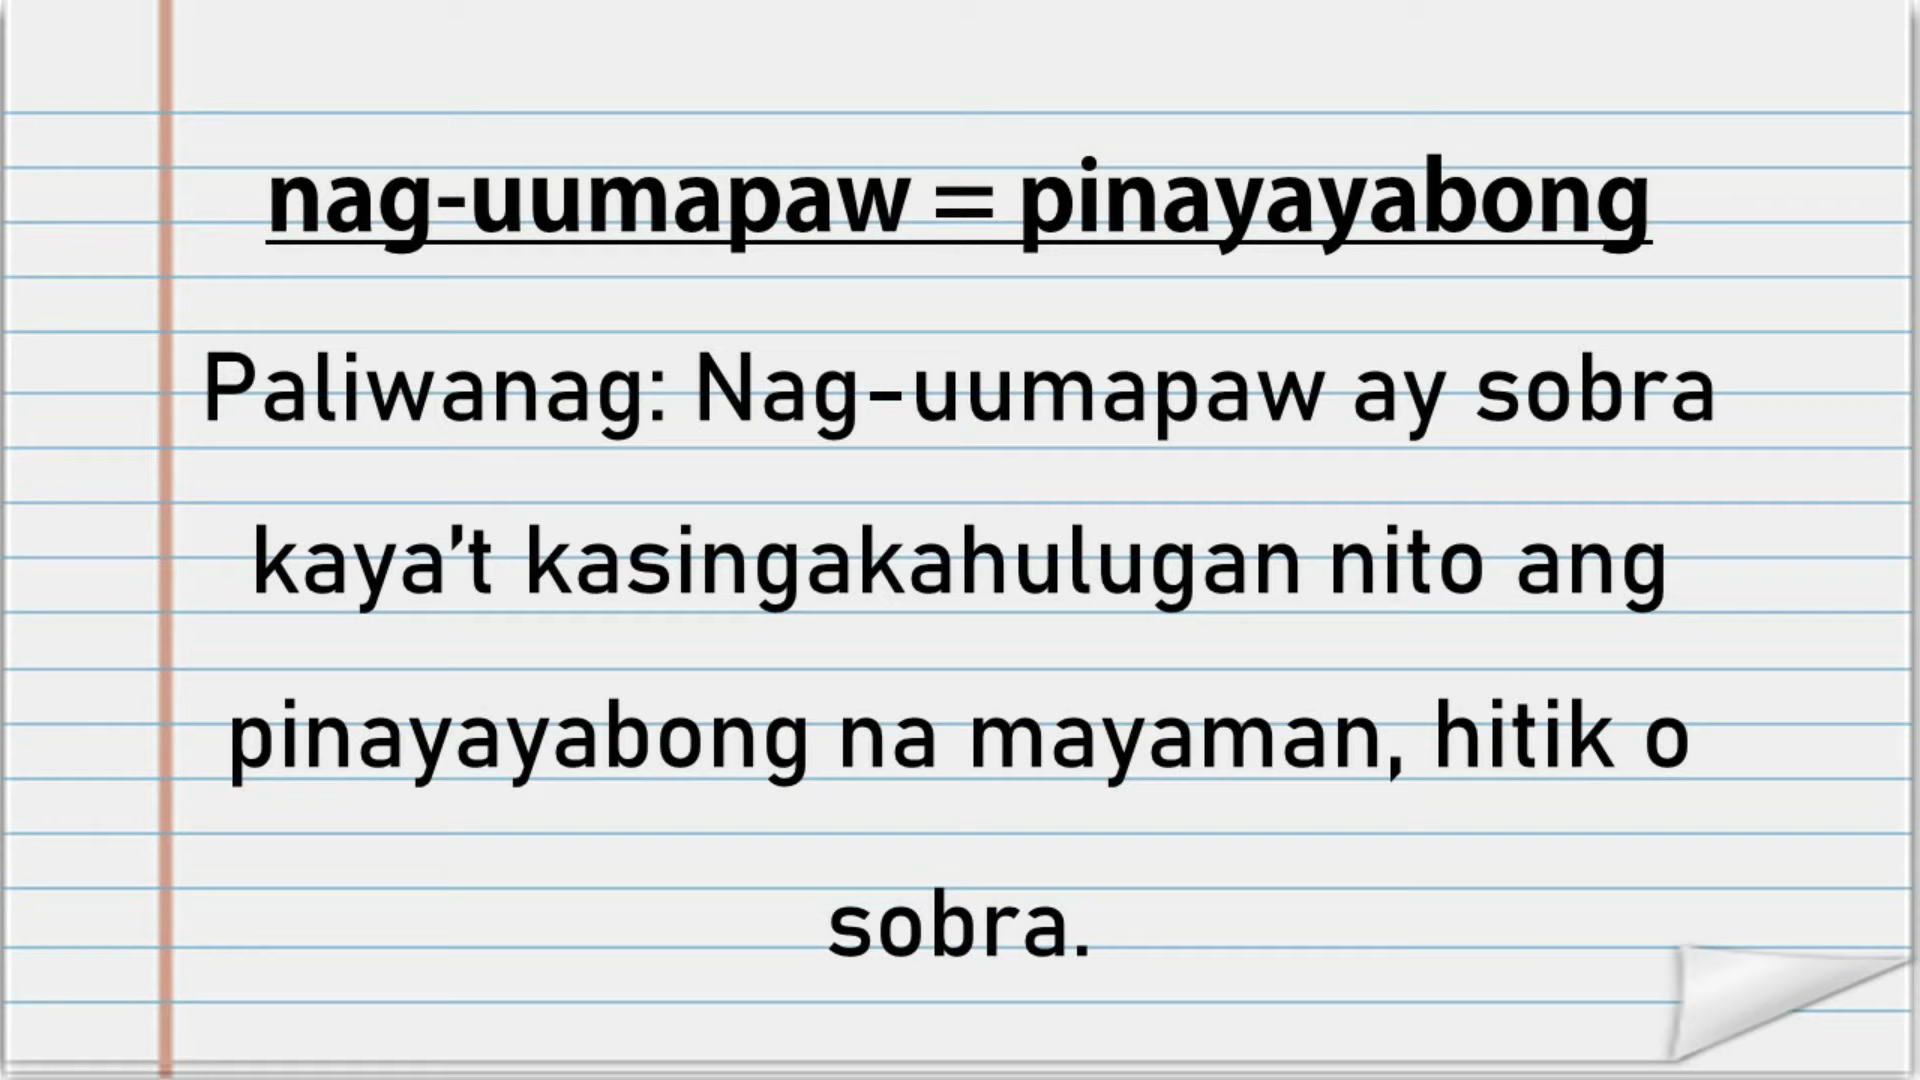 nag-uumapaw = pinayayabong
Paliwanag: Nag-uumapaw ay sobra
kaya't kasingakahulugan nito ang
pinayayabong na mayaman, hitik o
sobra.